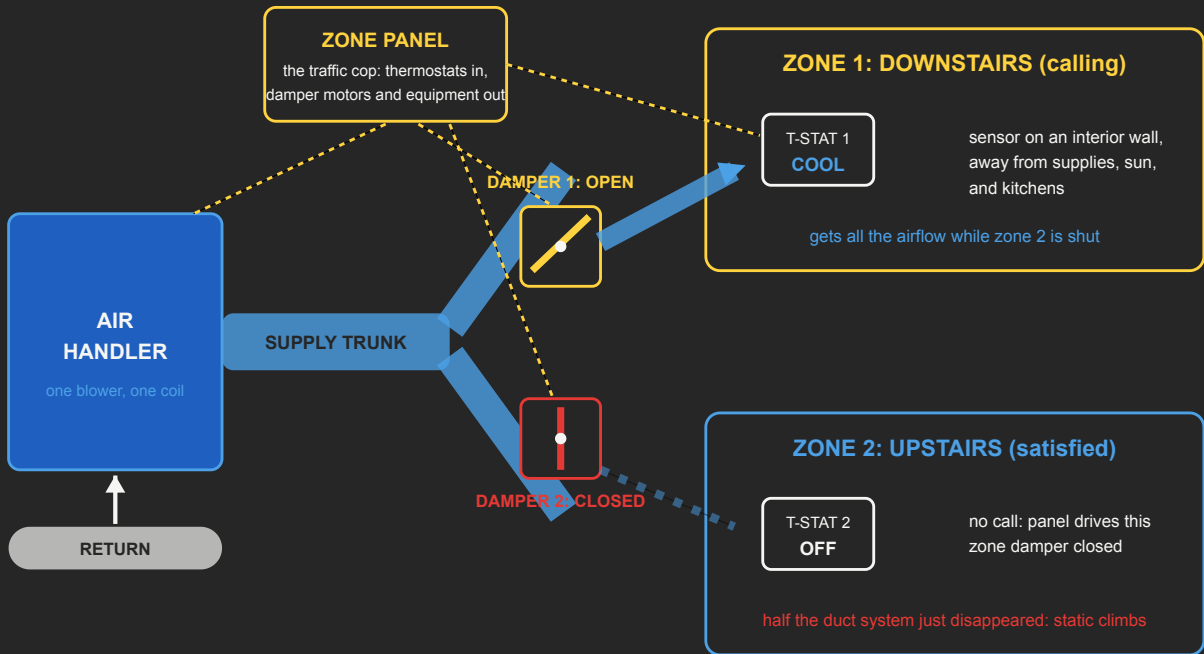 ZONE PANEL
the traffic cop: thermostats in,
damper motors and equipment out
ZONE 1: DOWNSTAIRS (calling)
T-STAT 1
COOL
sensor on an interior wall,
away from supplies, sun,
and kitchens
gets all the airflow while zone 2 is shut
DAMPER 1: OPEN
AIR
HANDLER
one blower, one coil
SUPPLY TRUNK
RETURN
DAMPER 2: CLOSED
ZONE 2: UPSTAIRS (satisfied)
T-STAT 2
OFF
no call: panel drives this
zone damper closed
half the duct system just disappeared: static climbs